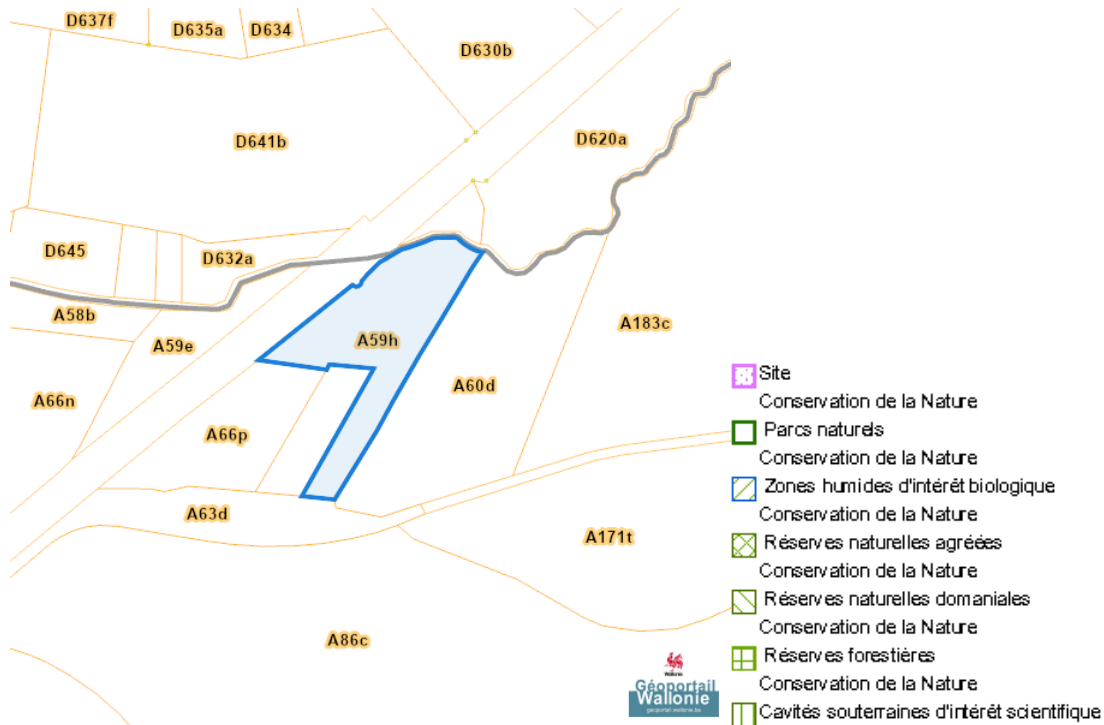 D637f
D635a
D634
D630b
D641b
D620a
D645
D632a
A58b
A59e
A59h
A183c
A66n
A60d
A66p
A63d
A171t
A86c
Site
Conservation de la Nature
Parcs naturels
Conservation de la Nature
Zones humides d'intérêt biologique
Conservation de la Nature
Réserves naturelles agréées
Conservation de la Nature
Réserves naturelles domaniales
Conservation de la Nature
Réserves forestières
Conservation de la Nature
Cavités souterraines d'intérêt scientifique
Wallonie
Géoportail
Wallonie
geoportail.wallonie.be